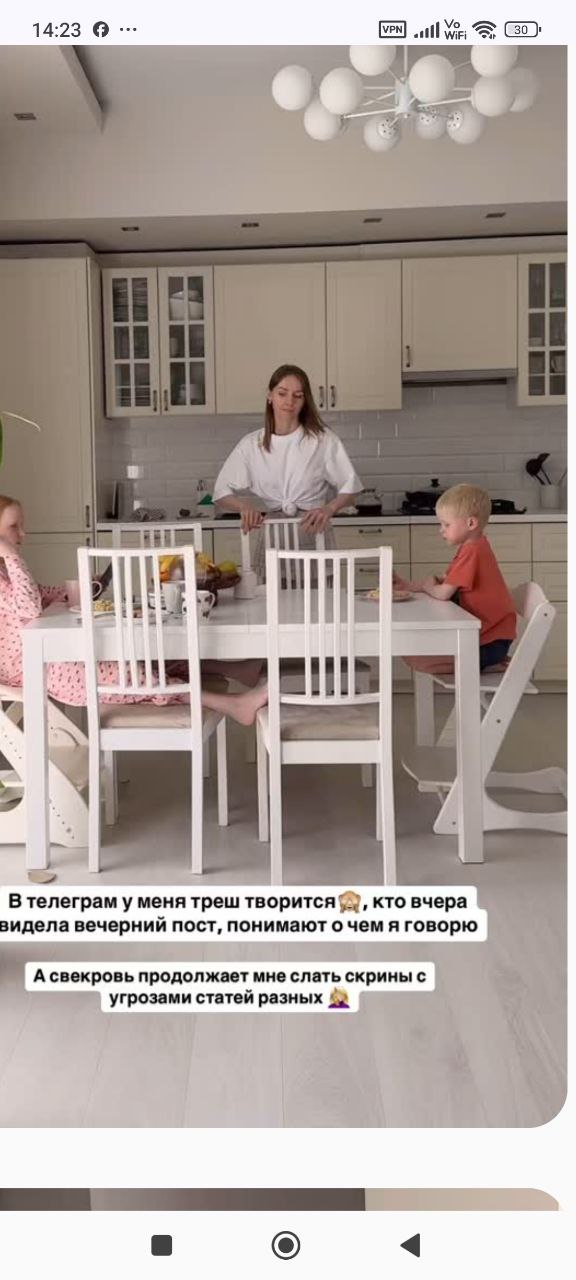 14:23
VPN
Vo
WiFi
30
В телеграм у меня треш творится🙈, кто вчера
видела вечерний пост, понимают о чем я говорю
А свекровь продолжает мне слать скрины с
угрозами статей разных 🤦🏼‍♀️